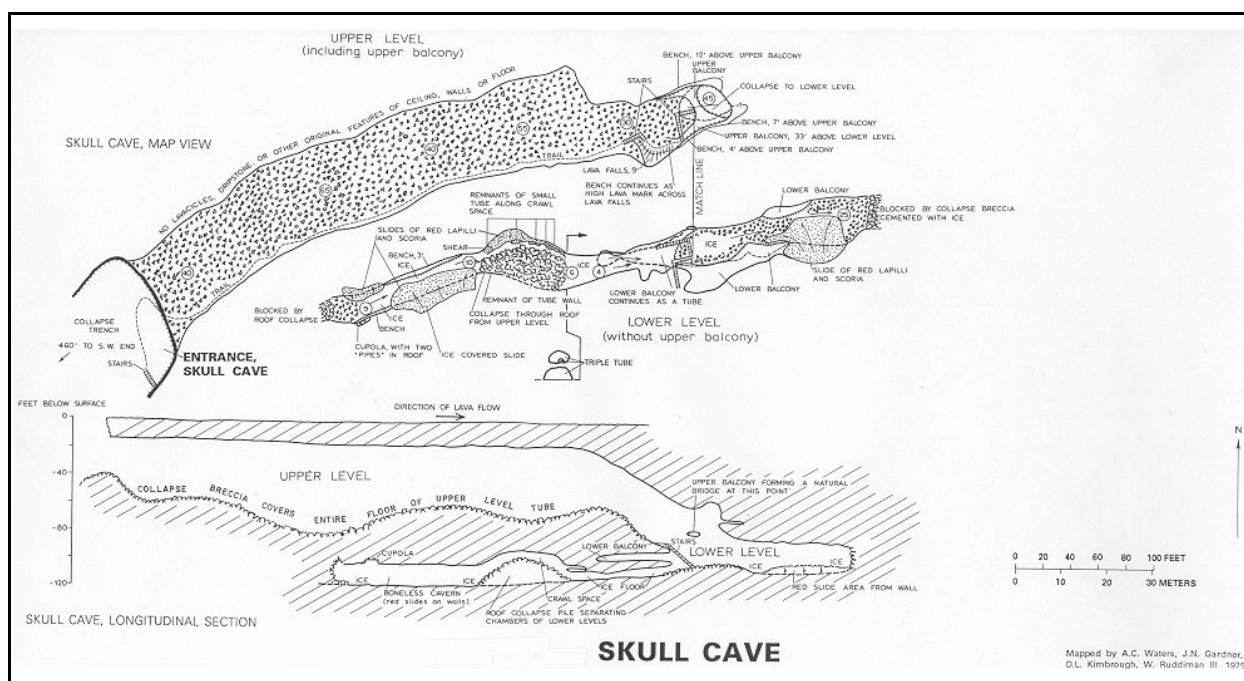 UPPER LEVEL
(including upper balcony)
SKULL CAVE, MAP VIEW
NO LAVACICLES, DRIPSTONE, OR OTHER ORIGINAL FEATURES OF CEILING, WALLS OR FLOOR
BENCH, 12' ABOVE UPPER BALCONY
UPPER
BALCONY
STAIRS
COLLAPSE TO LOWER LEVEL
45
30
55
40
65
40
BENCH, 7' ABOVE UPPER BALCONY
UPPER BALCONY, 33' ABOVE LOWER LEVEL
BENCH, 4' ABOVE UPPER BALCONY
TRAIL
LAVA FALLS, 9'
BENCH CONTINUES AS
HIGH LAVA MARK ACROSS
LAVA FALLS
MATCH LINE
TRAIL
REMNANTS OF SMALL
TUBE ALONG CRAWL
SPACE
SLIDES OF RED LAPILLI
AND SCORIA
SHEAR
BENCH, 3'
ICE
LOWER BALCONY
BLOCKED BY COLLAPSE BRECCIA
CEMENTED WITH ICE
ICE
ICE
4
SLIDE OF RED LAPILLI
AND SCORIA
LOWER BALCONY
LOWER BALCONY
CONTINUES AS A TUBE
REMNANT OF TUBE WALL
COLLAPSE THROUGH ROOF
FROM UPPER LEVEL
BLOCKED BY
ROOF COLLAPSE
ICE
BENCH
CUPOLA, WITH TWO
"PIPES" IN ROOF
ICE COVERED SLIDE
LOWER LEVEL
(without upper balcony)
TRIPLE TUBE
COLLAPSE
TRENCH
460' TO S.W. END
STAIRS
ENTRANCE,
SKULL CAVE
FEET BELOW SURFACE
0
-40
-80
-120
DIRECTION OF LAVA FLOW
UPPER LEVEL
COLLAPSE BRECCIA COVERS ENTIRE FLOOR OF UPPER LEVEL TUBE
UPPER BALCONY FORMING A NATURAL
BRIDGE AT THIS POINT
STAIRS
LOWER BALCONY
LOWER LEVEL
CUPOLA
ICE
ICE
ICE FLOOR
ICE
ICE
CRAWL SPACE
BONELESS CAVERN
(red slides on walls)
ROOF COLLAPSE PILE SEPARATING
CHAMBERS OF LOWER LEVELS
RED SLIDE AREA FROM WALL
N
0 20 40 60 80 100 FEET
0 10 20 30 METERS
SKULL CAVE, LONGITUDINAL SECTION
SKULL CAVE
Mapped by A.C. Waters, J.N. Gardner,
D.L. Kimbrough, W. Ruddiman III 1975